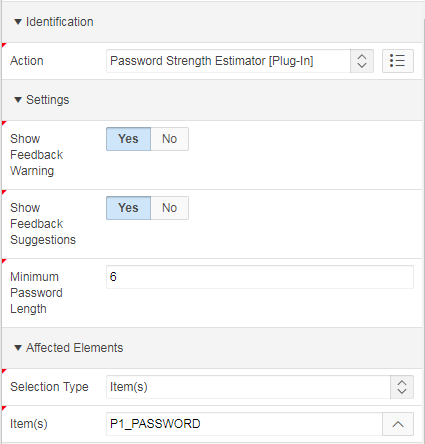 Identification
Action Password Strength Estimator [Plug-In]
Settings
Show
Feedback
Warning
Yes No
Show
Feedback
Suggestions
Yes No
Minimum
Password
Length
6
Affected Elements
Selection Type Item(s)
Item(s) P1_PASSWORD